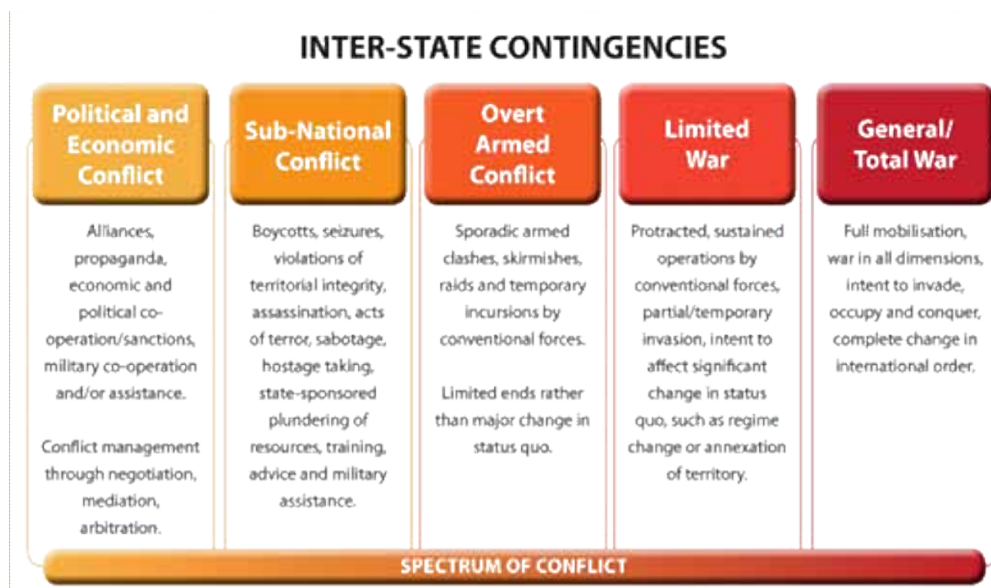 INTER-STATE CONTINGENCIES
Political and
Economic
Conflict
Alliances,
propaganda,
economic and
political co-
operation/sanctions,
military co-operation
and/or assistance.
Conflict management
through negotiation,
mediation,
arbitration.
Sub-National
Conflict
Boycotts, seizures,
violations of
territorial integrity,
assassination, acts
of terror, sabotage,
hostage taking,
state-sponsored
plundering of
resources, training,
advice and military
assistance.
Overt
Armed
Conflict
Sporadic armed
clashes, skirmishes,
raids and temporary
incursions by
conventional forces.
Limited ends rather
than major change in
status quo.
Limited
War
Protracted, sustained
operations by
conventional forces,
partial/temporary
invasion, intent to
affect significant
change in status
quo, such as regime
change or annexation
of territory.
General/
Total War
Full mobilisation,
war in all dimensions,
intent to invade,
occupy and conquer,
complete change in
international order.
SPECTRUM OF CONFLICT